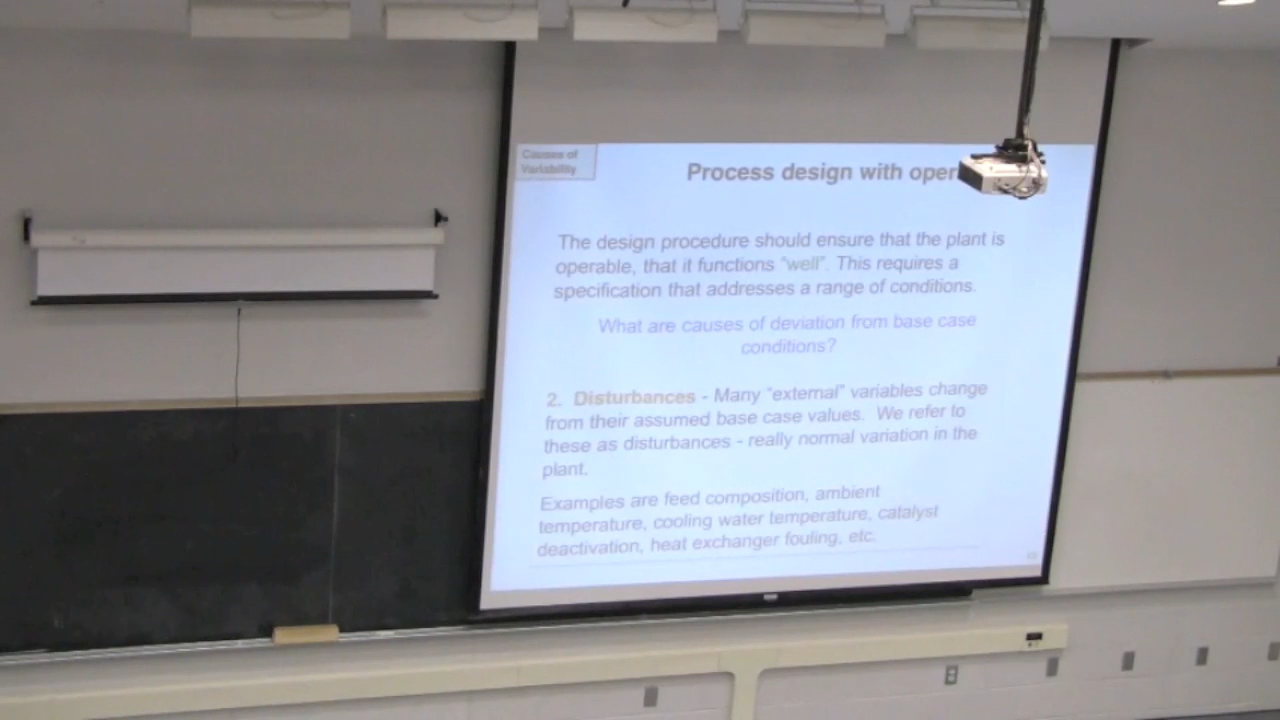 Causes of
Variability
Process design with
The design procedure should ensure that the plant is
operable, that it functions "well". This requires a
specification that addresses a range of conditions.
What are causes of deviation from base case
conditions?
2. Disturbances - Many "external" variables change
from their assumed base case values. We refer to
these as disturbances - really normal variation in the
plant.
Examples are feed composition, ambient
temperature, cooling water temperature, catalyst
deactivation, heat exchanger fouling, etc.